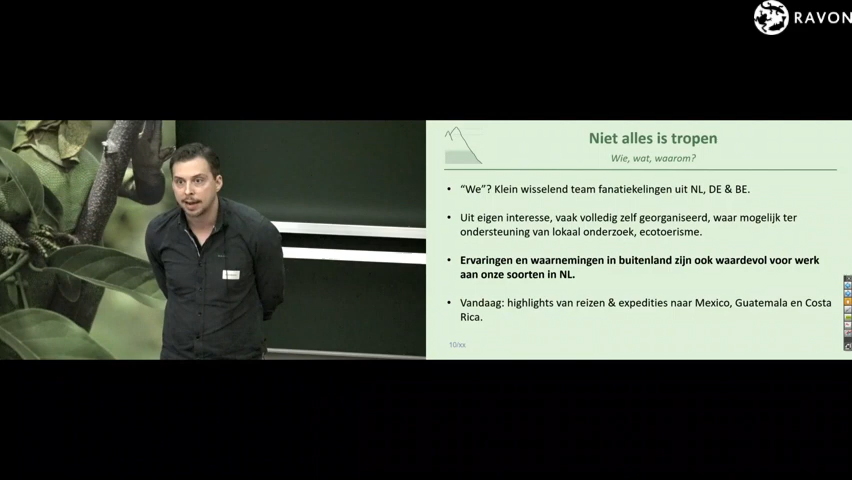 RAVON
Niet alles is tropen
Wie, wat, waarom?
• "We"? Klein wisselend team fanatiekelingen uit NL, DE & BE.
• Uit eigen interesse, vaak volledig zelf georganiseerd, waar mogelijk ter
ondersteuning van lokaal onderzoek, ecotoerisme.
• Ervaringen en waarnemingen in buitenland zijn ook waardevol voor werk
aan onze soorten in NL.
• Vandaag: highlights van reizen & expedities naar Mexico, Guatemala en Costa
Rica.
10/xx